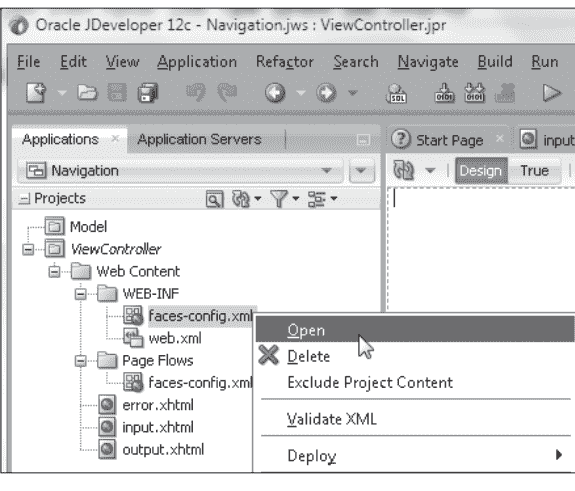 Oracle JDeveloper 12c - Navigation.jws : ViewController.jpr
File Edit View Application Refactor Search Navigate Build Run
Applications Application Servers
Start Page input
Navigation
Design True
Projects
Model
ViewController
Web Content
WEB-INF
faces-config.xml
web.xml
Page Flows
faces-config.xml
error.xhtml
input.xhtml
output.xhtml
Open
Delete
Exclude Project Content
Validate XML
Deploy